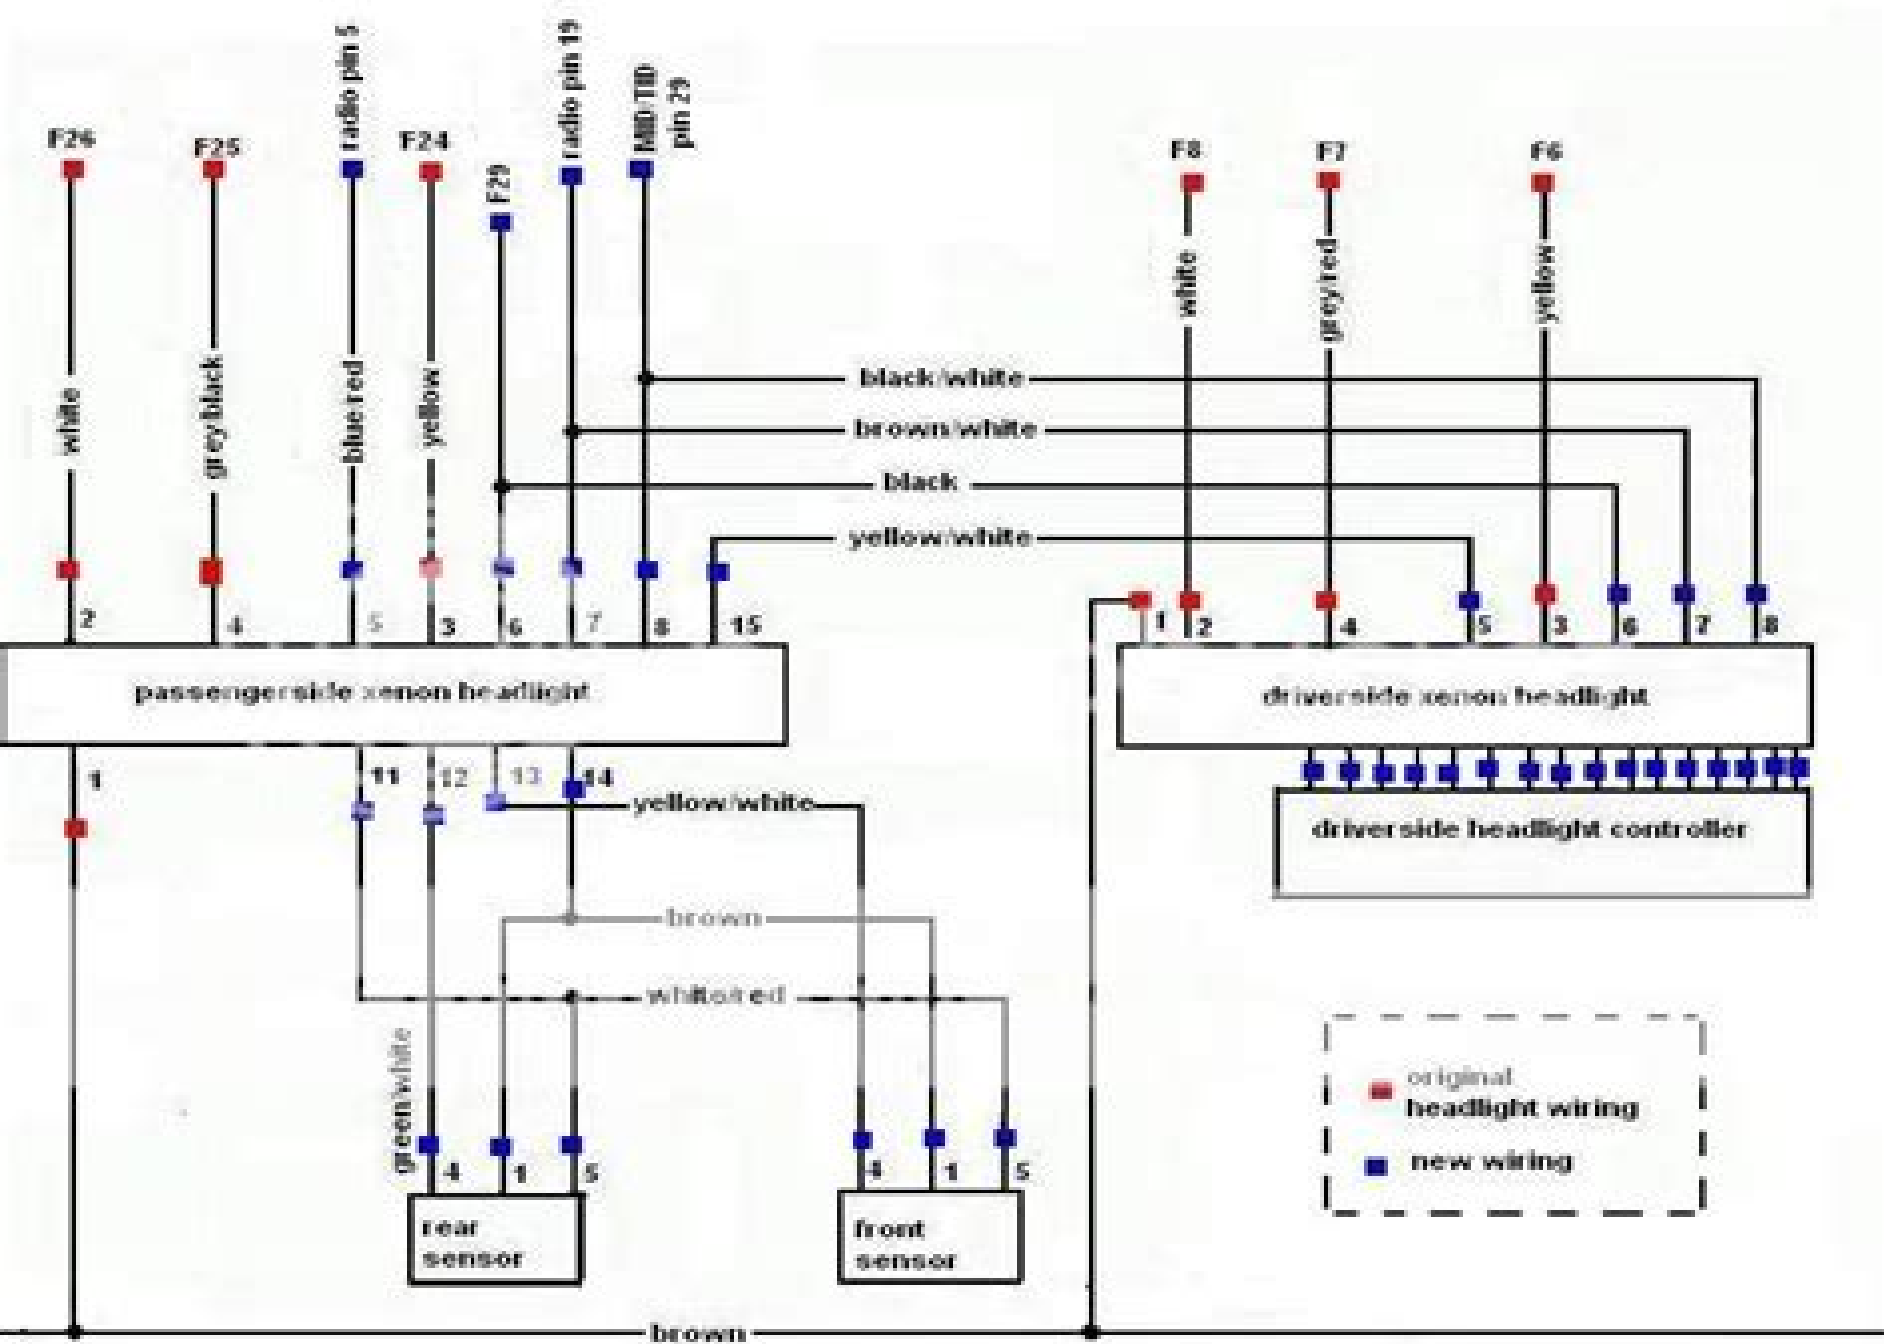 F26
F25
radio pin 5
F24
F29
radio pin 19
MID/TID
pin 29
F8
F7
F6
white
grey/black
blue/red
yellow
white
grey/red
yellow
black/white
brown/white
black
yellow/white
2
4
5
3
6
7
8
15
1
2
4
5
3
6
7
8
passengerside xenon headlight
driverside xenon headlight
1
11
12
13
14
yellow/white
driverside headlight controller
brown
white/red
green/white
original
headlight wiring
new wiring
4
1
5
4
1
5
rear
sensor
front
sensor
brown